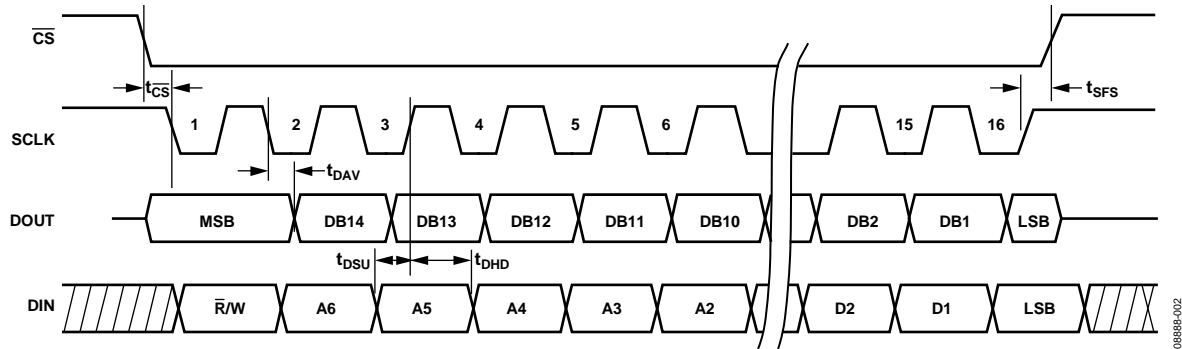 CS
tCS
tSFS
SCLK
1 2 3 4 5 6 15 16
tDAV
DOUT
MSB DB14 DB13 DB12 DB11 DB10 DB2 DB1 LSB
tDSU
tDHD
DIN
R/W A6 A5 A4 A3 A2 D2 D1 LSB
08888-002